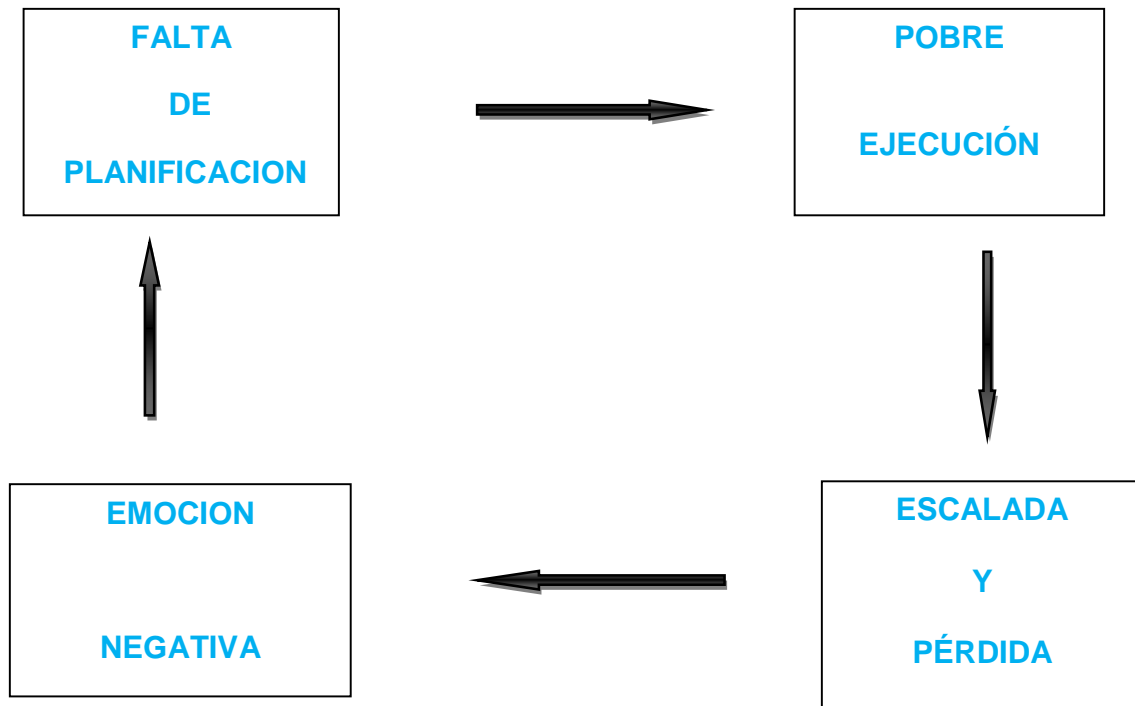 FALTA
DE
PLANIFICACION
POBRE
EJECUCIÓN
EMOCION
NEGATIVA
ESCALADA
Y
PÉRDIDA